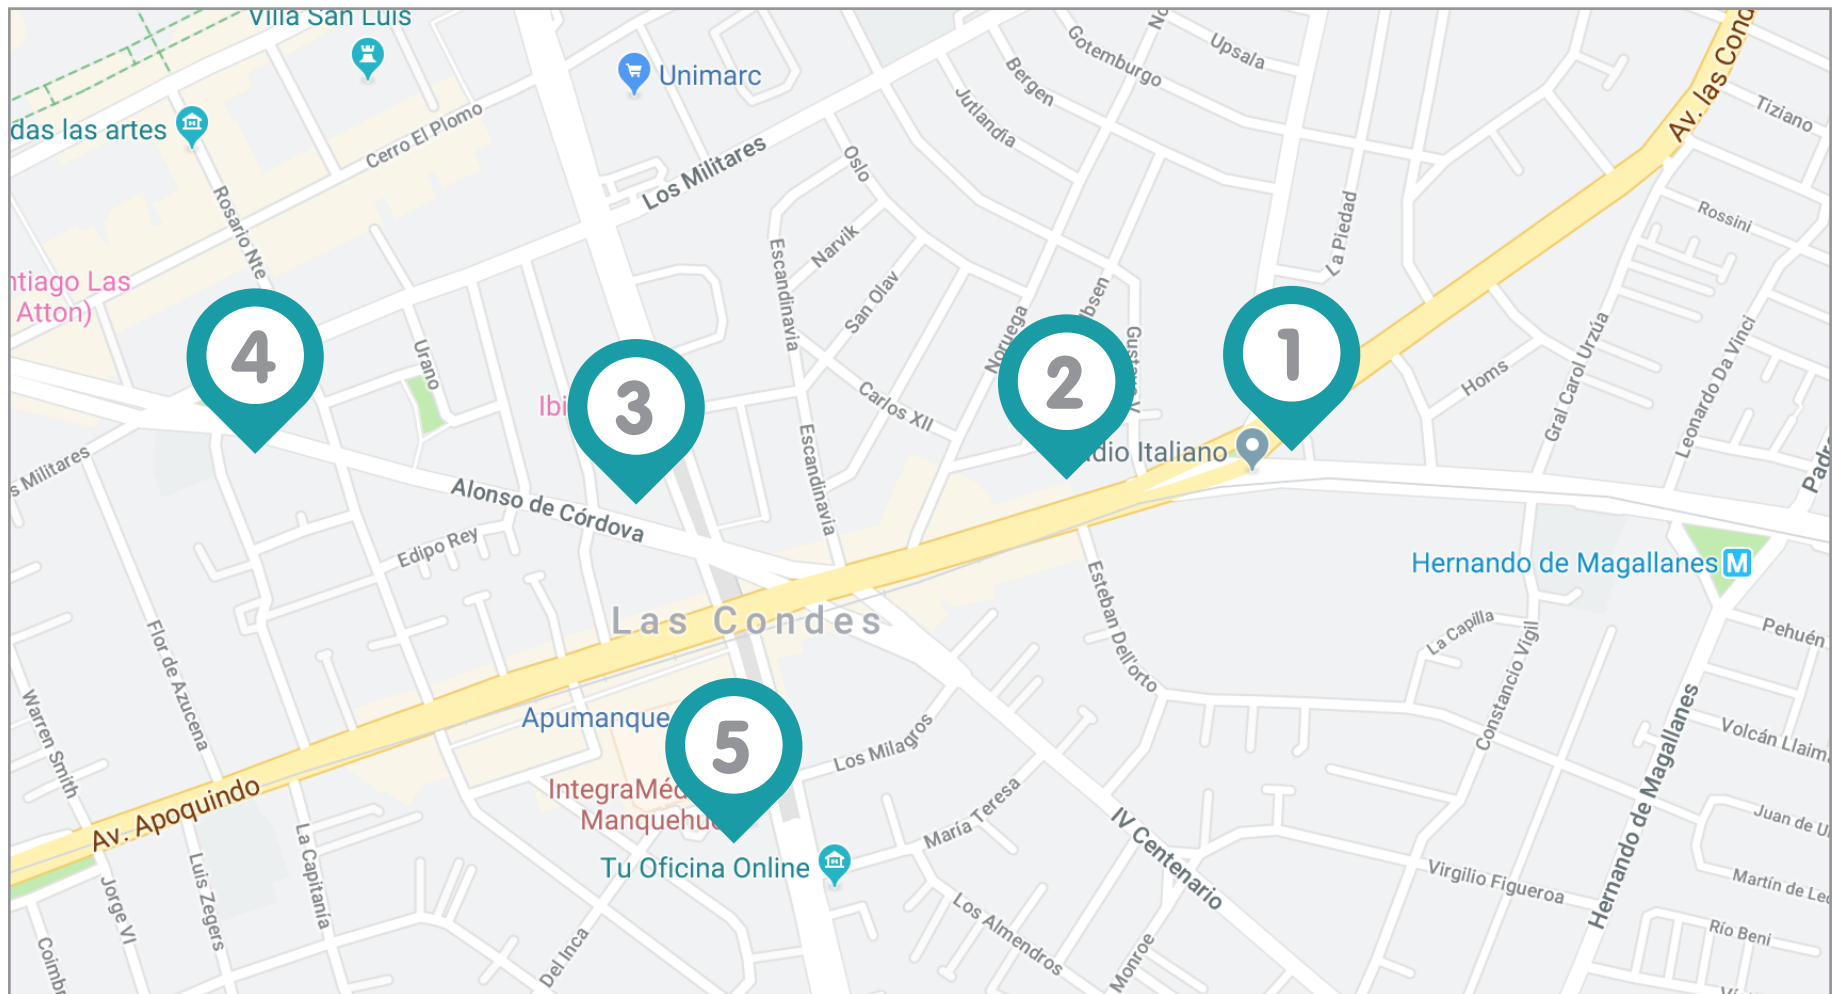 Villa San Luis
Unimarc
das las artes
Cerro El Plomo
Los Militares
Rosario Nte
ntiago Las
Atton)
Gotemburgo
Upsala
Bergen
Jutlandia
Oslo
No
Av. las Cond
Tiziano
Rossini
La Piedad
Narvik
San Olav
Escandinavia
Noruega
bsen
4
3
2
1
Urano
Ibi
Carlos XII
Escandinavia
dio Italiano
Homs
Gral Carol Urzúa
Leonardo Da Vinci
Padre
s Militares
Alonso de Córdova
Edipo Rey
Hernando de Magallanes
M
Las Condes
Esteban Dell'orto
La Capilla
Constancio Vigil
Pehuén
Flor de Azucena
Warren Smith
Apumanque
5
Los Milagros
Volcán Llaim
IntegraMéd
Manquehue
María Teresa
IV Centenario
Hernando de Magallanes
Juan de U
Av. Apoquindo
La Capitanía
Luis Zegers
Jorge VI
Tu Oficina Online
Virgilio Figueroa
Martín de Leo
Los Almendros
Río Beni
Coimbr
Del Inca
Monroe